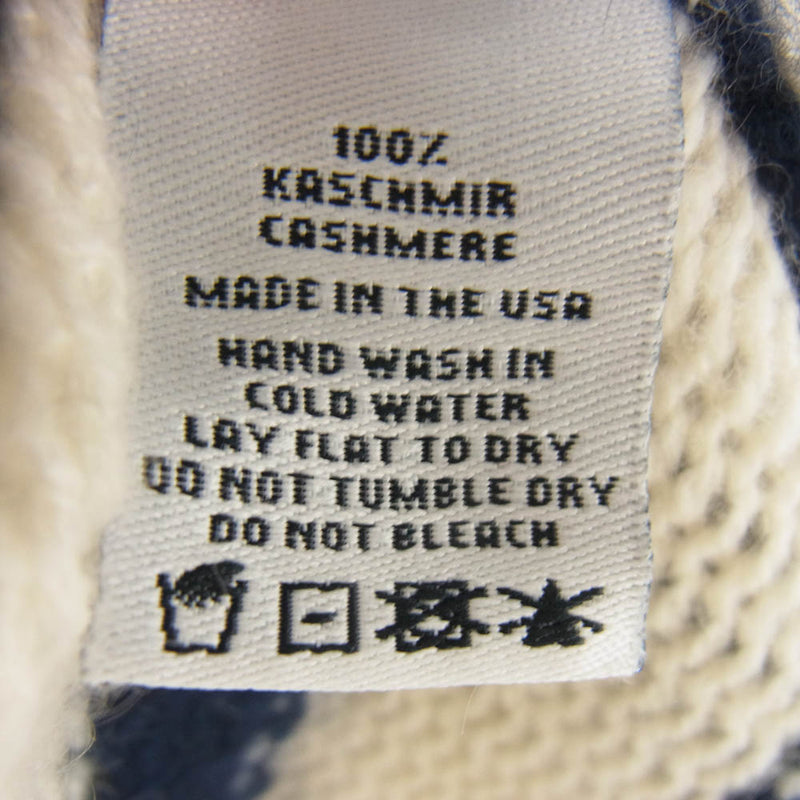 100%
KASCHMIR
CASHMERE
MADE IN THE USA
HAND WASH IN
COLD WATER
LAY FLAT TO DRY
DO NOT TUMBLE DRY
DO NOT BLEACH